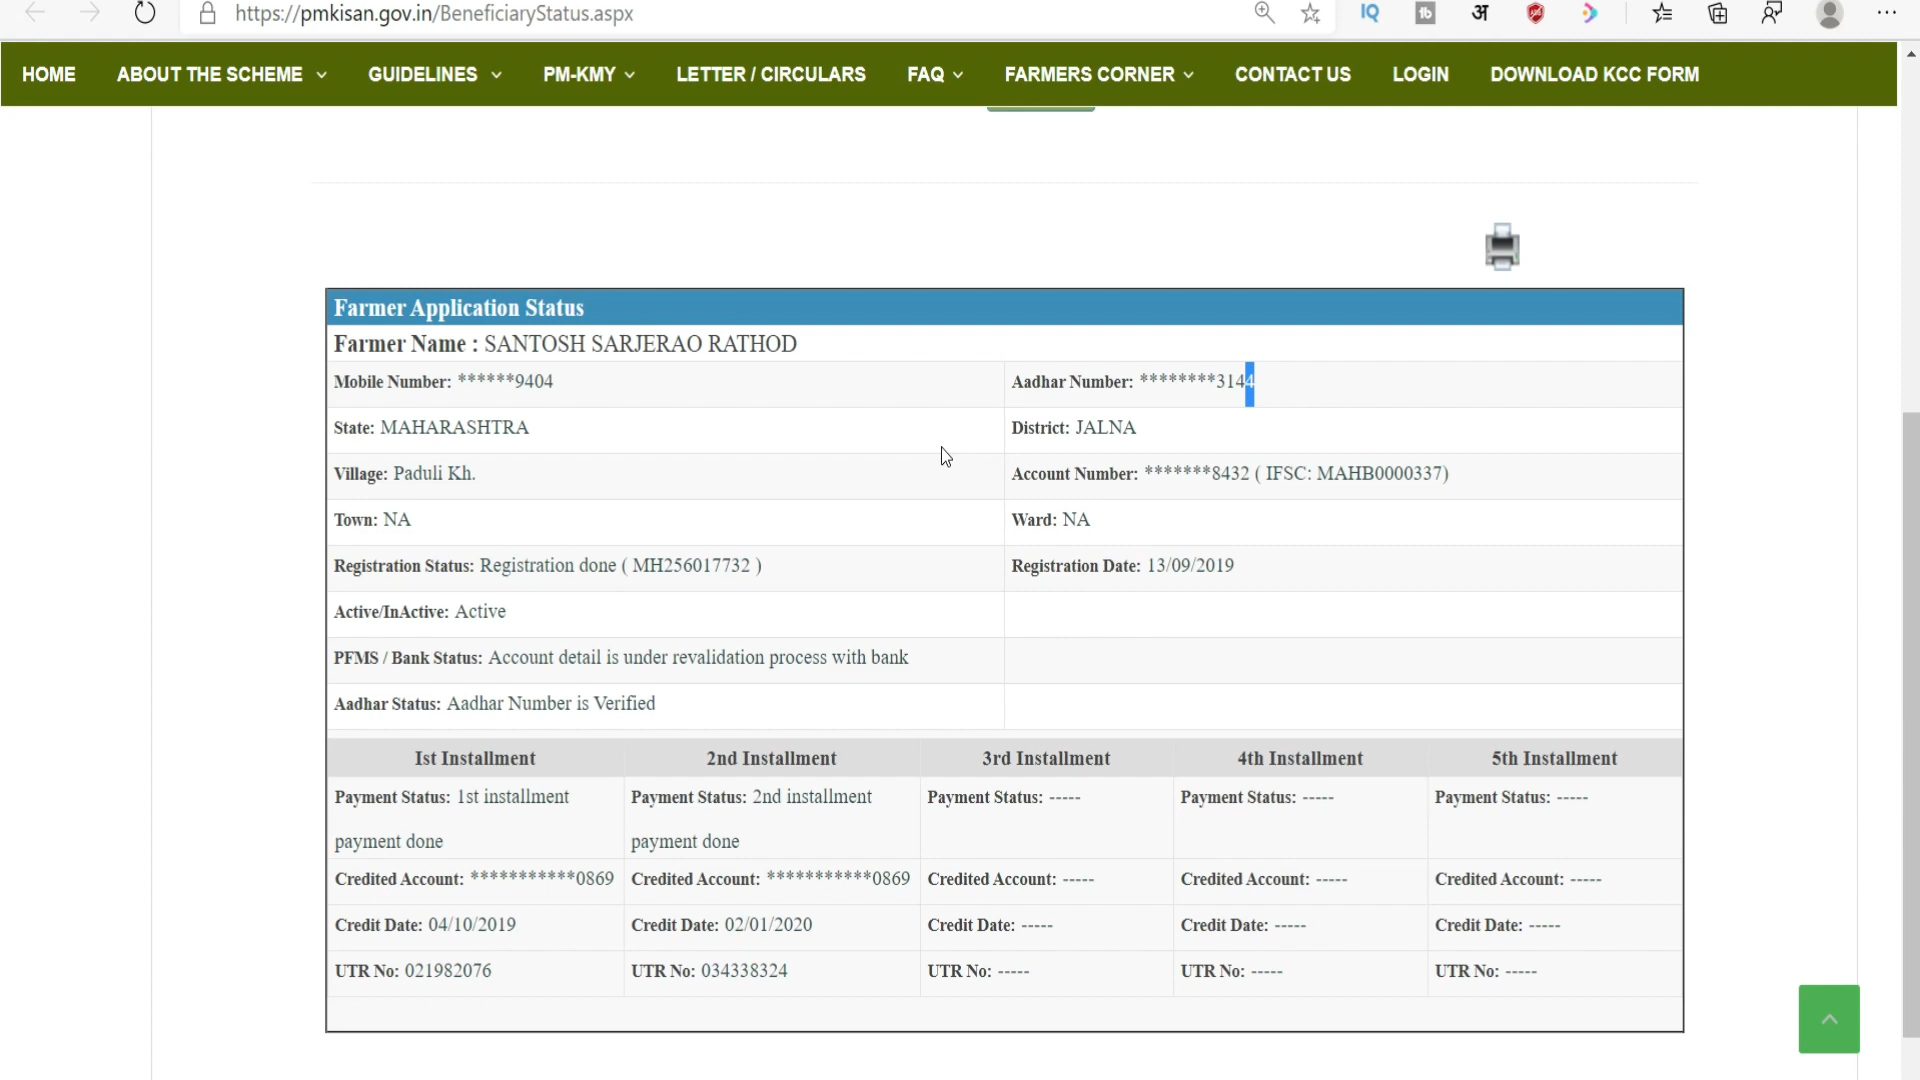 https://pmkisan.gov.in/BeneficiaryStatus.aspx
IQ
tb
अ
HOME ABOUT THE SCHEME GUIDELINES PM-KMY LETTER / CIRCULARS FAQ FARMERS CORNER CONTACT US LOGIN DOWNLOAD KCC FORM
Farmer Application Status
Farmer Name : SANTOSH SARJERAO RATHOD
Mobile Number: ******9404 Aadhar Number: ********3144
State: MAHARASHTRA District: JALNA
Village: Paduli Kh. Account Number: *******8432 ( IFSC: MAHB0000337)
Town: NA Ward: NA
Registration Status: Registration done ( MH256017732 ) Registration Date: 13/09/2019
Active/InActive: Active
PFMS / Bank Status: Account detail is under revalidation process with bank
Aadhar Status: Aadhar Number is Verified
Ist Installment 2nd Installment 3rd Installment 4th Installment 5th Installment
Payment Status: 1st installment Payment Status: 2nd installment Payment Status: ----- Payment Status: ----- Payment Status: -----
payment done payment done
Credited Account: ***********0869 Credited Account: ***********0869 Credited Account: ----- Credited Account: ----- Credited Account: -----
Credit Date: 04/10/2019 Credit Date: 02/01/2020 Credit Date: ----- Credit Date: ----- Credit Date: -----
UTR No: 021982076 UTR No: 034338324 UTR No: ----- UTR No: ----- UTR No: -----